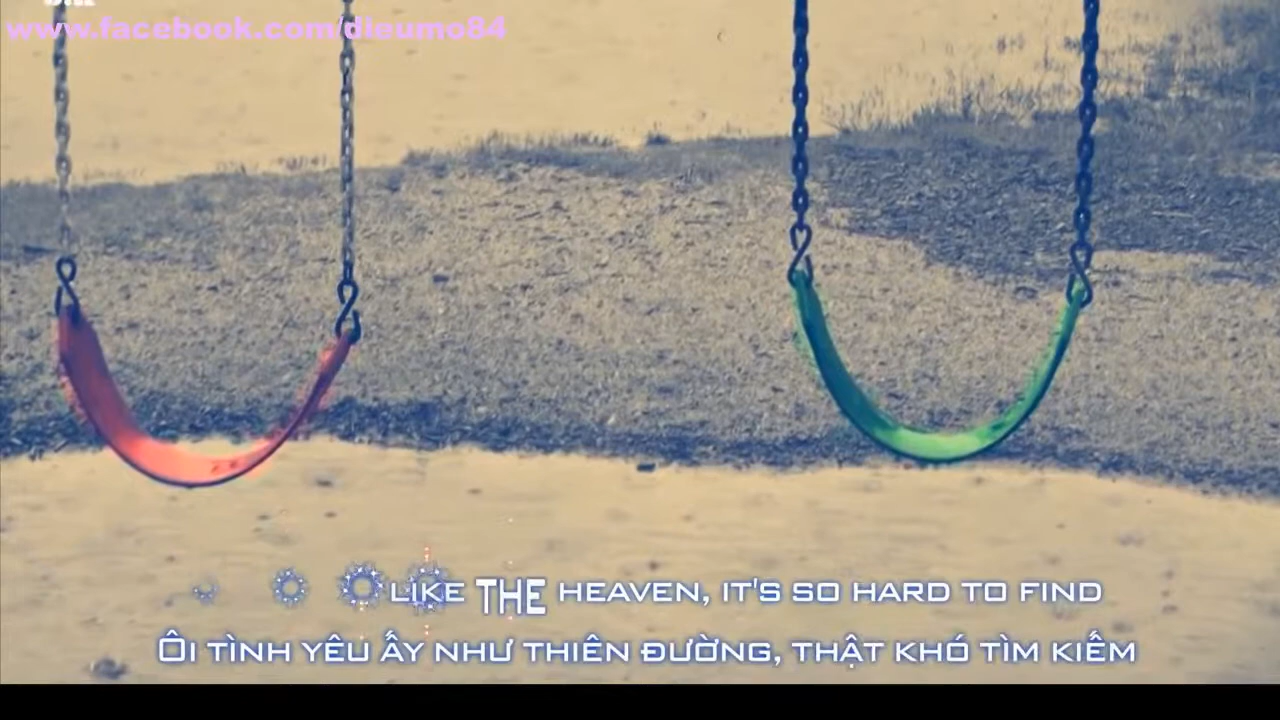 www.facebook.com/dieumo84
LIKE THE HEAVEN, IT'S SO HARD TO FIND
ÔI TÌNH YÊU ẤY NHƯ THIÊN ĐƯỜNG, THẬT KHÓ TÌM KIẾM